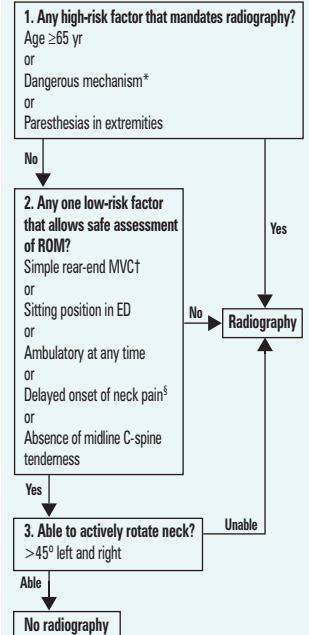 1. Any high-risk factor that mandates radiography?
Age ≥65 yr
or
Dangerous mechanism*
or
Paresthesias in extremities
No
Yes
2. Any one low-risk factor
that allows safe assessment
of ROM?
Simple rear-end MVC†
or
Sitting position in ED
or
Ambulatory at any time
or
Delayed onset of neck pain§
or
Absence of midline C-spine
tenderness
No
Radiography
Yes
3. Able to actively rotate neck?
>45º left and right
Unable
Able
No radiography